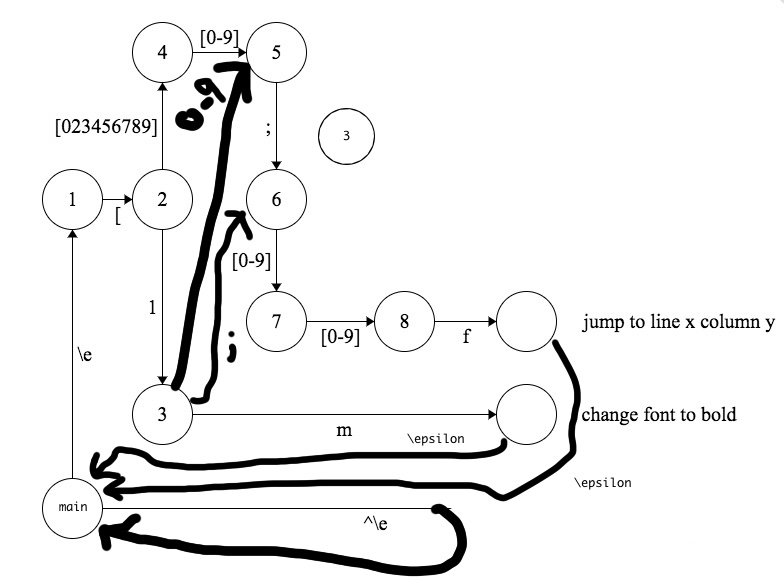 4
[0-9]
5
0-9
[023456789]
;
3
1
[
2
6
[0-9]
1
;
7
[0-9]
8
f
jump to line x column y
\e
3
m
change font to bold
\epsilon
\epsilon
main
^\e